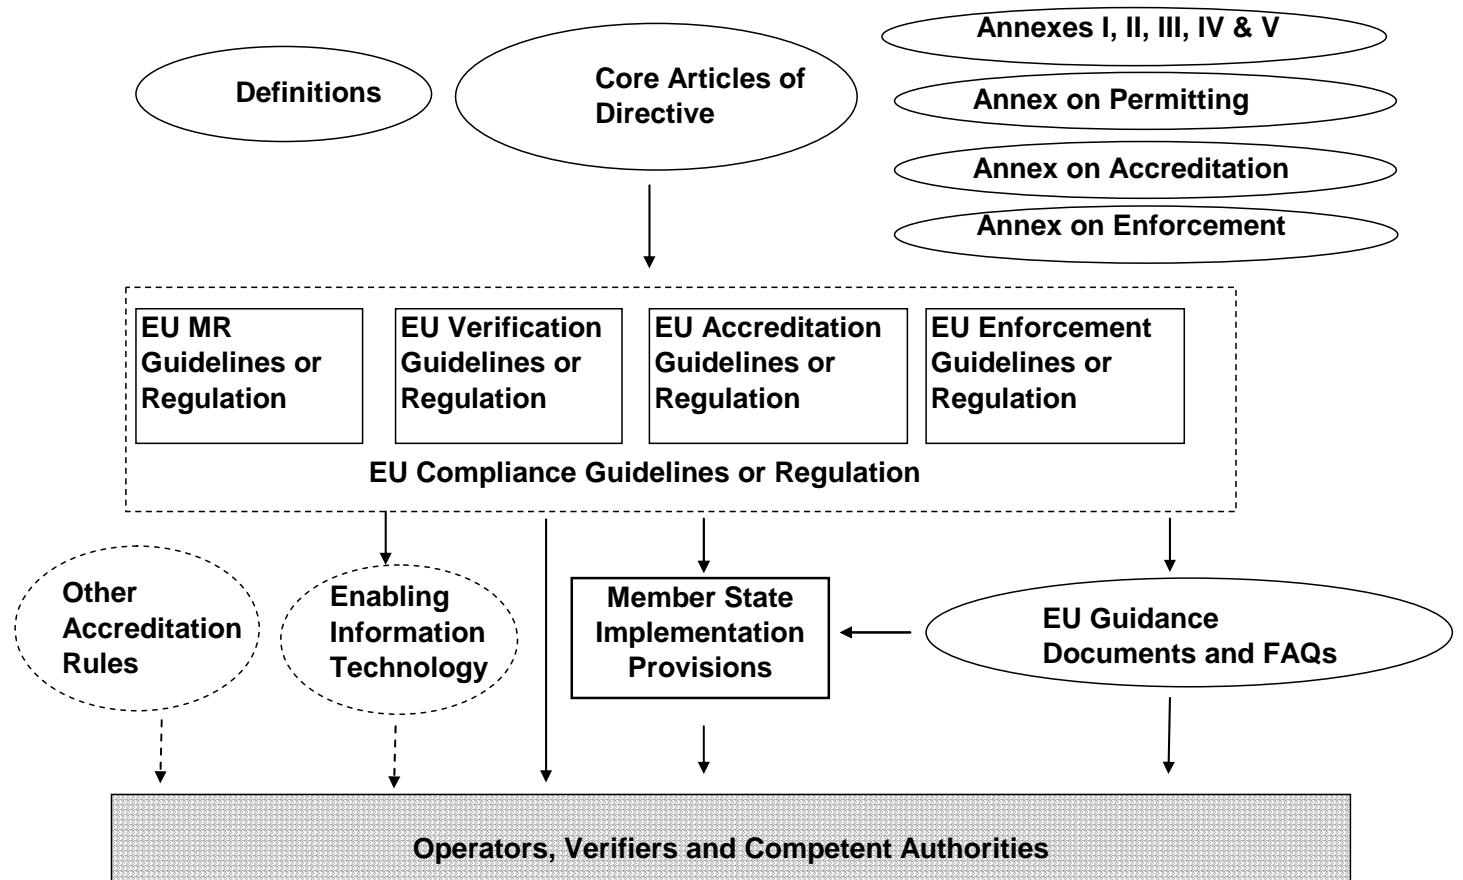 Definitions
Core Articles of
Directive
Annexes I, II, III, IV & V
Annex on Permitting
Annex on Accreditation
Annex on Enforcement
EU MR
Guidelines or
Regulation
EU Verification
Guidelines or
Regulation
EU Accreditation
Guidelines or
Regulation
EU Enforcement
Guidelines or
Regulation
EU Compliance Guidelines or Regulation
Other
Accreditation
Rules
Enabling
Information
Technology
Member State
Implementation
Provisions
EU Guidance
Documents and FAQs
Operators, Verifiers and Competent Authorities